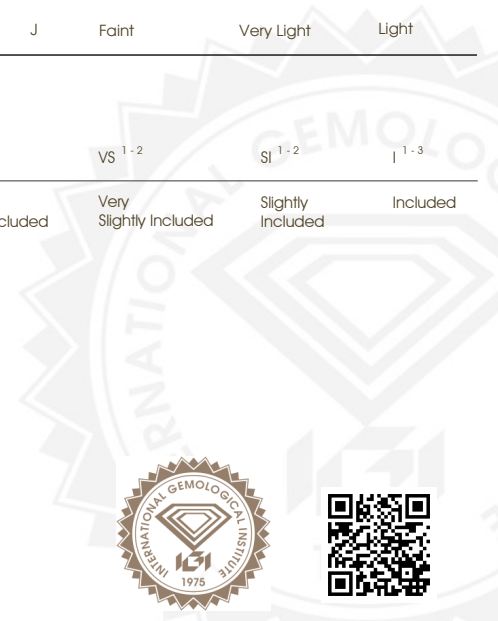 J Faint Very Light Light
VS 1 - 2 SI 1 - 2 I 1 - 3
Very Slightly Included
cluded Slightly Included Included
INTERNATIONAL GEMOLOGICAL INSTITUTE
IGI
1975